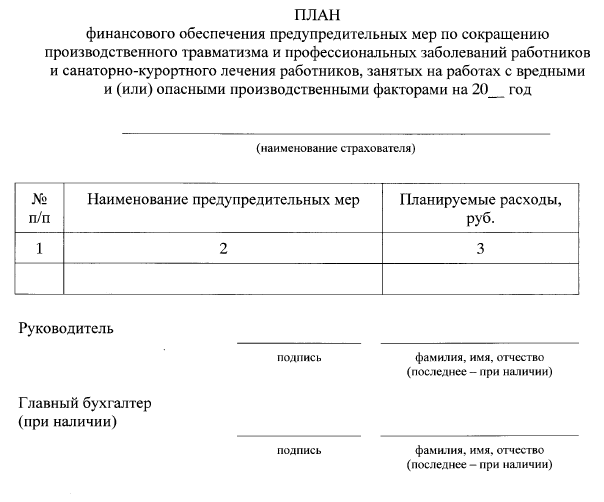 ПЛАН
финансового обеспечения предупредительных мер по сокращению
производственного травматизма и профессиональных заболеваний работников
и санаторно-курортного лечения работников, занятых на работах с вредными
и (или) опасными производственными факторами на 20__ год
(наименование страхователя)
№ п/п
Наименование предупредительных мер
Планируемые расходы,
руб.
1
2
3
Руководитель
подпись
фамилия, имя, отчество
(последнее – при наличии)
Главный бухгалтер
(при наличии)
подпись
фамилия, имя, отчество
(последнее – при наличии)